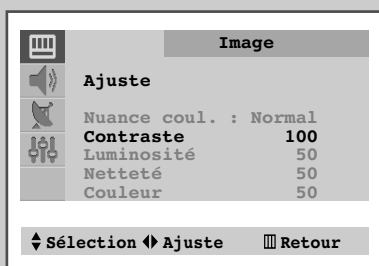 Image
Ajuste
Nuance coul. : Normal
Contraste 100
Luminosité 50
Netteté 50
Couleur 50
Sélection Ajuste Retour